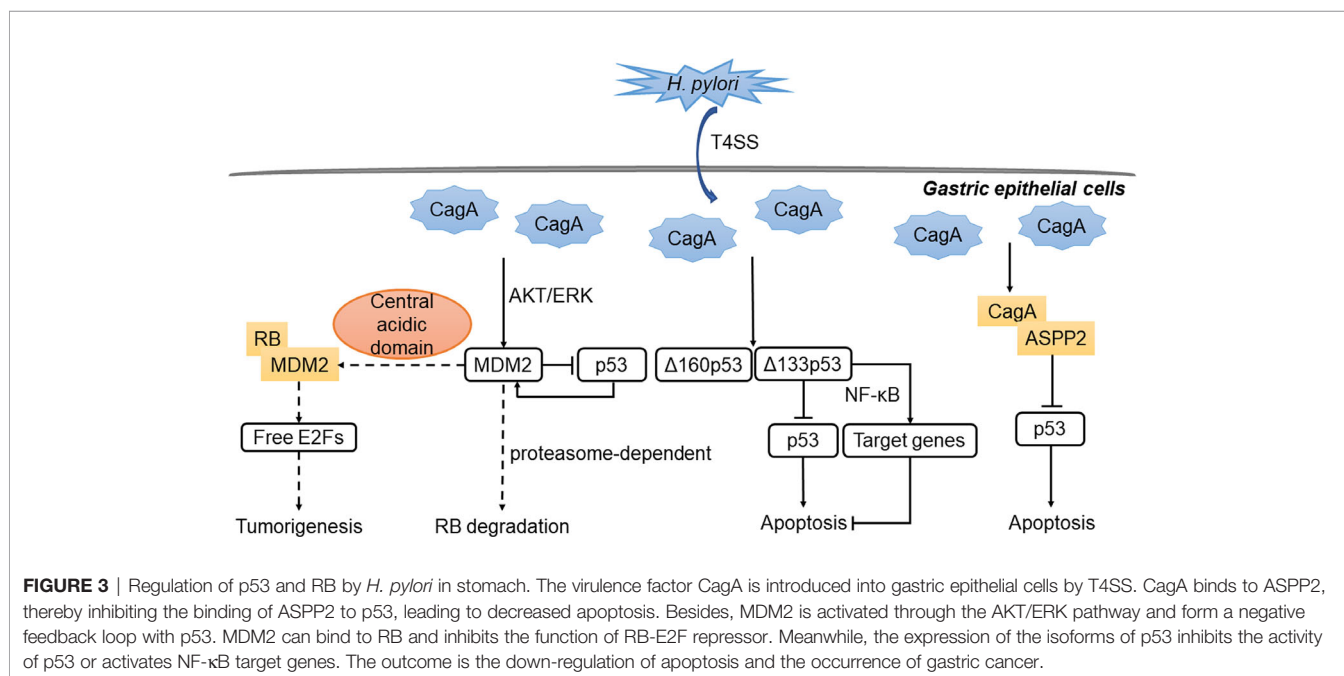 H. pylori
T4SS
Gastric epithelial cells
CagA
CagA
CagA
CagA
CagA
CagA
AKT/ERK
Central
acidic
domain
CagA
ASPP2
RB
MDM2
MDM2
p53
Δ160p53
Δ133p53
NF-κB
Free E2Fs
proteasome-dependent
p53
Target genes
p53
Tumorigenesis
RB degradation
Apoptosis
Apoptosis
FIGURE 3 | Regulation of p53 and RB by H. pylori in stomach. The virulence factor CagA is introduced into gastric epithelial cells by T4SS. CagA binds to ASPP2,
thereby inhibiting the binding of ASPP2 to p53, leading to decreased apoptosis. Besides, MDM2 is activated through the AKT/ERK pathway and form a negative
feedback loop with p53. MDM2 can bind to RB and inhibits the function of RB-E2F repressor. Meanwhile, the expression of the isoforms of p53 inhibits the activity
of p53 or activates NF-κB target genes. The outcome is the down-regulation of apoptosis and the occurrence of gastric cancer.